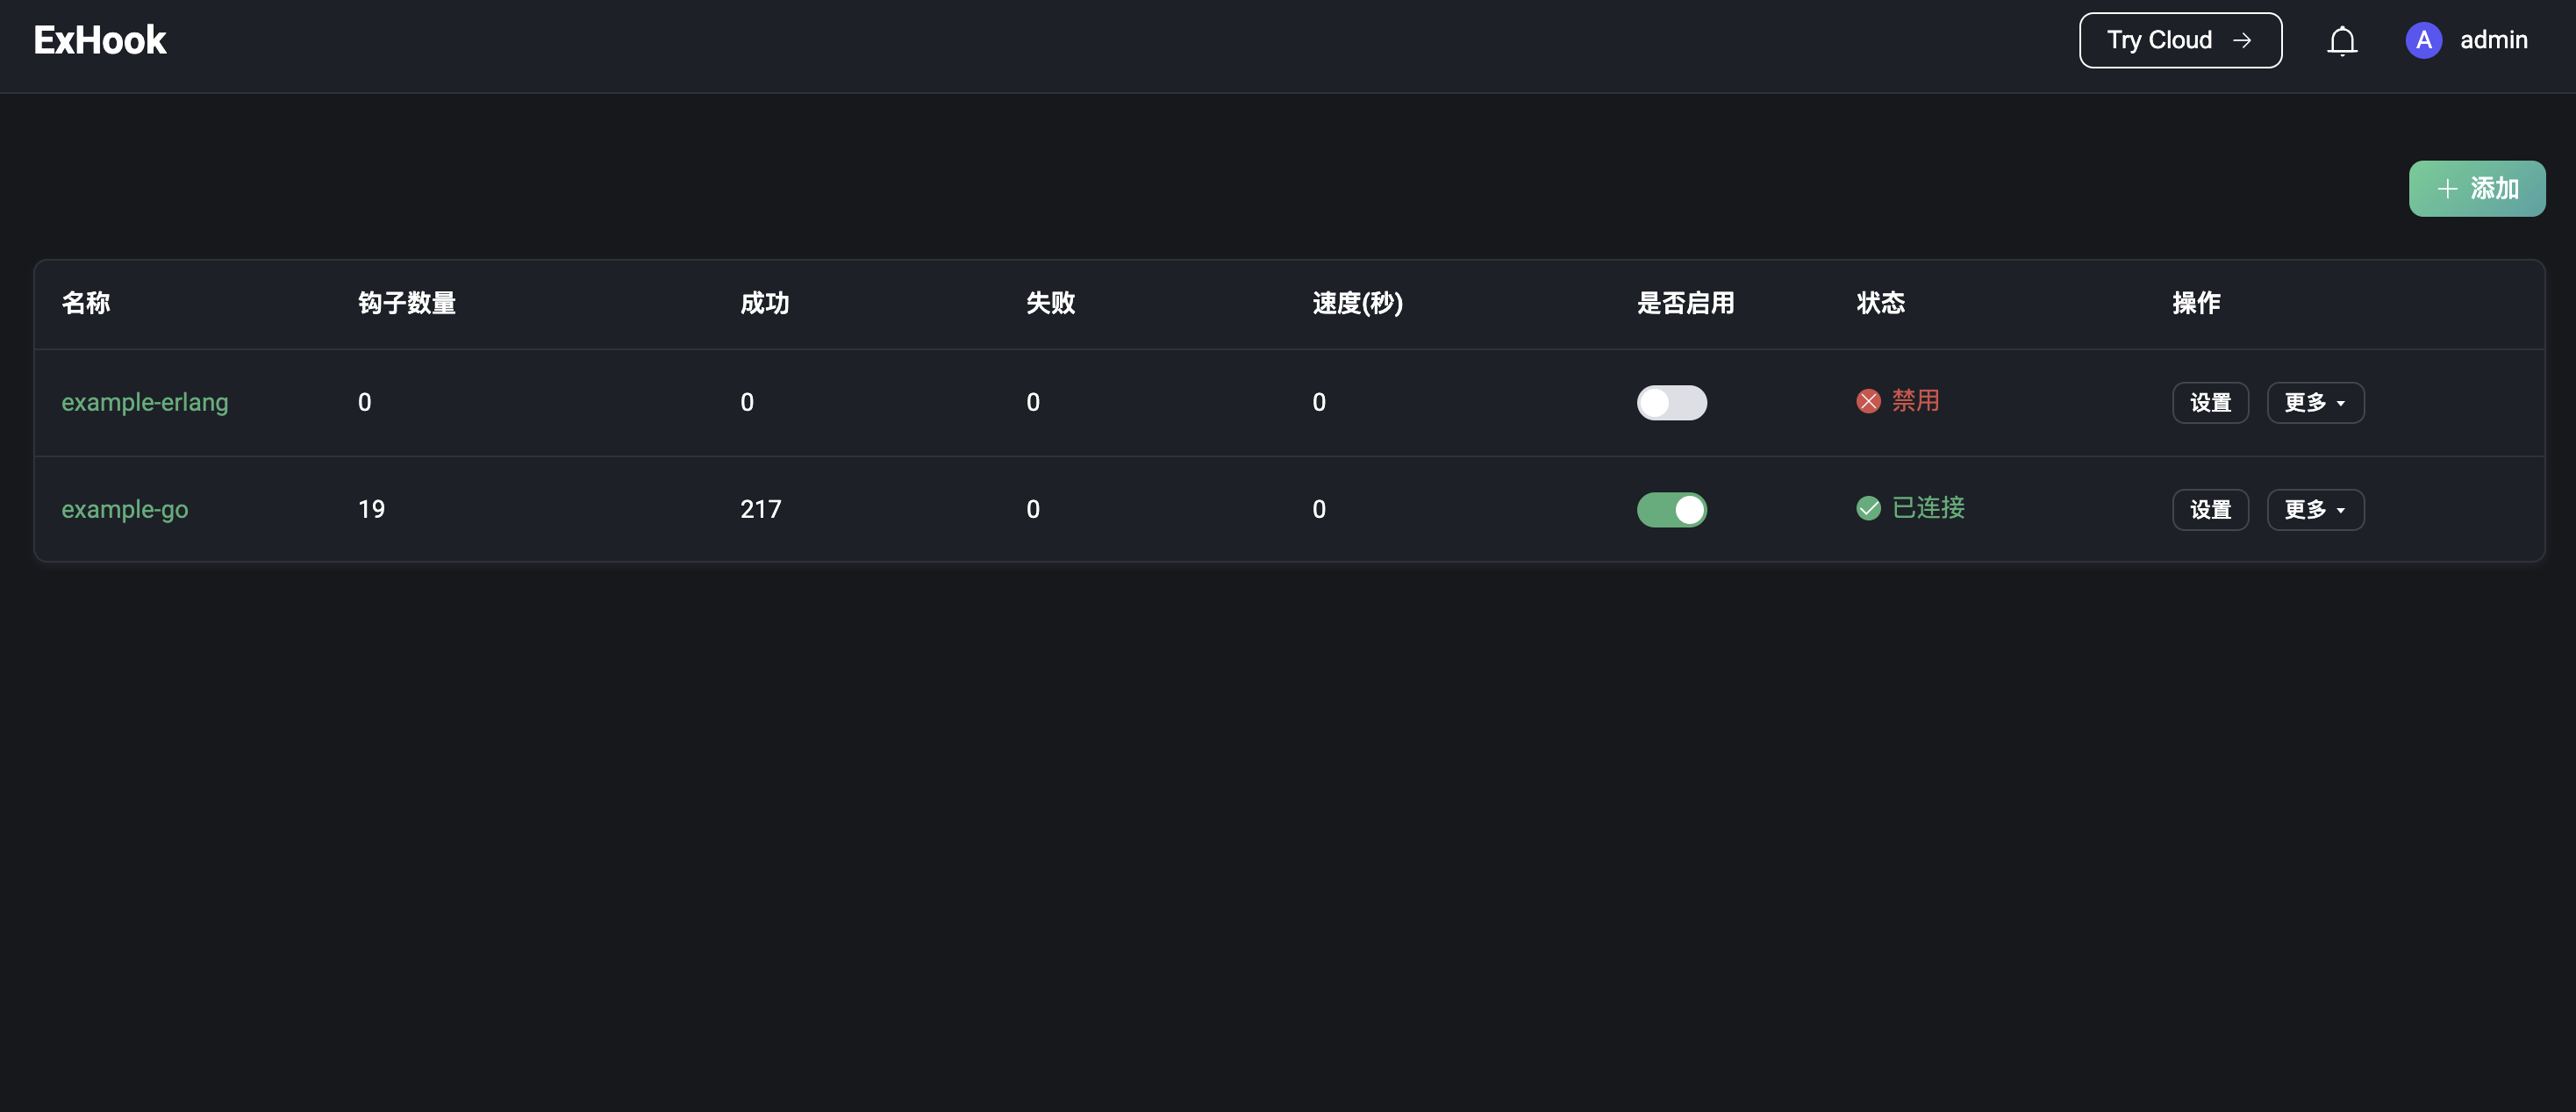 ExHook
Try Cloud →
A admin
+ 添加
名称 钩子数量 成功 失败 速度(秒) 是否启用 状态 操作
example-erlang 0 0 0 0 禁用 设置 更多
example-go 19 217 0 0 已连接 设置 更多